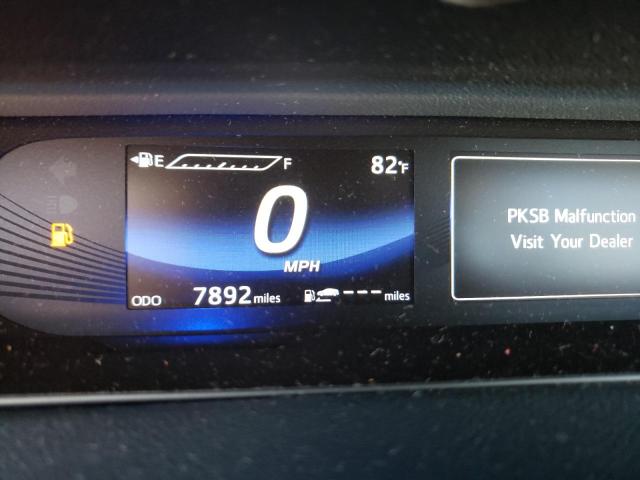 E F 82°F
0
MPH
ODO 7892 miles --- miles
PKSB Malfunction
Visit Your Dealer